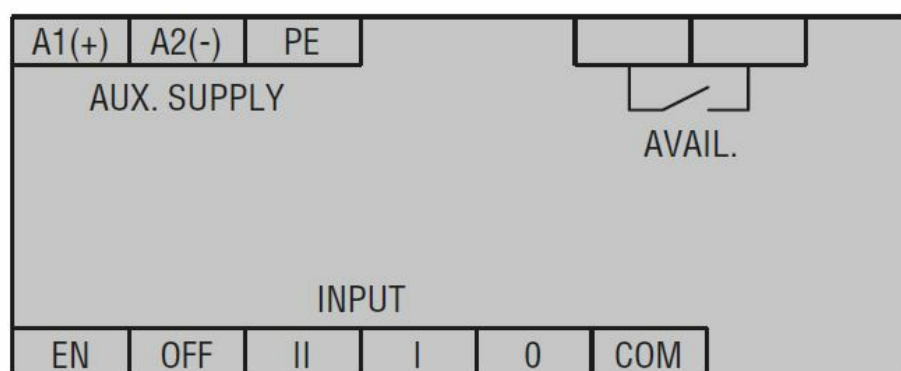 A1(+) A2(-) PE
AUX. SUPPLY
AVAIL.
INPUT
EN OFF II I 0 COM